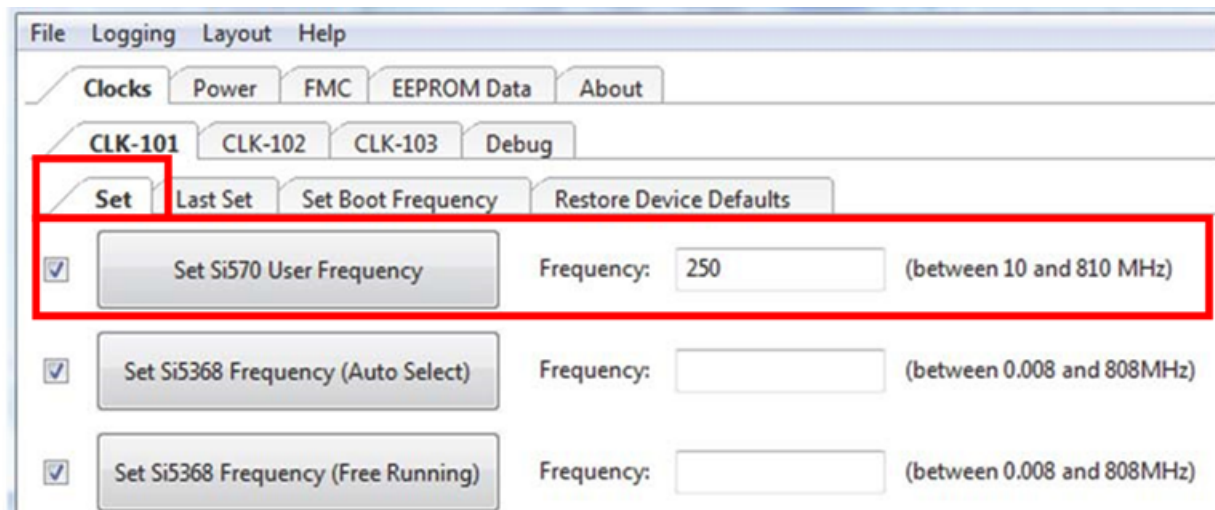 File Logging Layout Help
Clocks Power FMC EEPROM Data About
CLK-101 CLK-102 CLK-103 Debug
Set Last Set Set Boot Frequency Restore Device Defaults
Set Si570 User Frequency Frequency: 250 (between 10 and 810 MHz)
Set Si5368 Frequency (Auto Select) Frequency: (between 0.008 and 808MHz)
Set Si5368 Frequency (Free Running) Frequency: (between 0.008 and 808MHz)